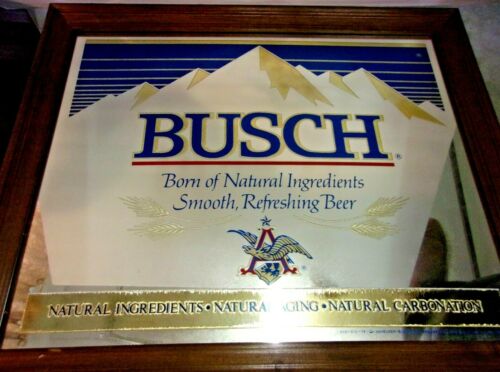 BUSCH®
Born of Natural Ingredients
Smooth, Refreshing Beer
A
NATURAL INGREDIENTS • NATURAL AGING • NATURAL CARBONATION